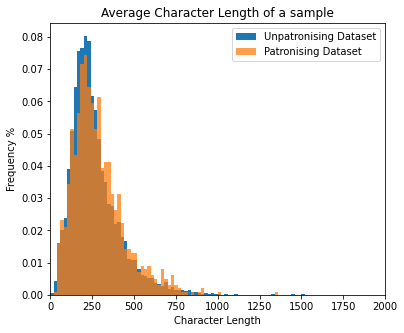 Average Character Length of a sample
Unpatronising Dataset
Patronising Dataset
Frequency %
0.08
0.07
0.06
0.05
0.04
0.03
0.02
0.01
0.00
0 250 500 750 1000 1250 1500 1750 2000
Character Length